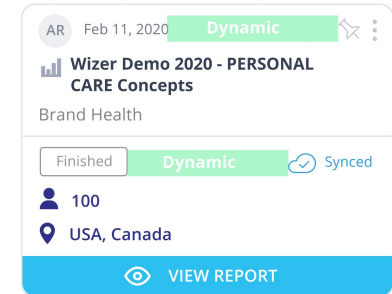 AR Feb 11, 2020 Dynamic
Wizer Demo 2020 - PERSONAL
CARE Concepts
Brand Health
Finished Dynamic Synced
100
USA, Canada
VIEW REPORT